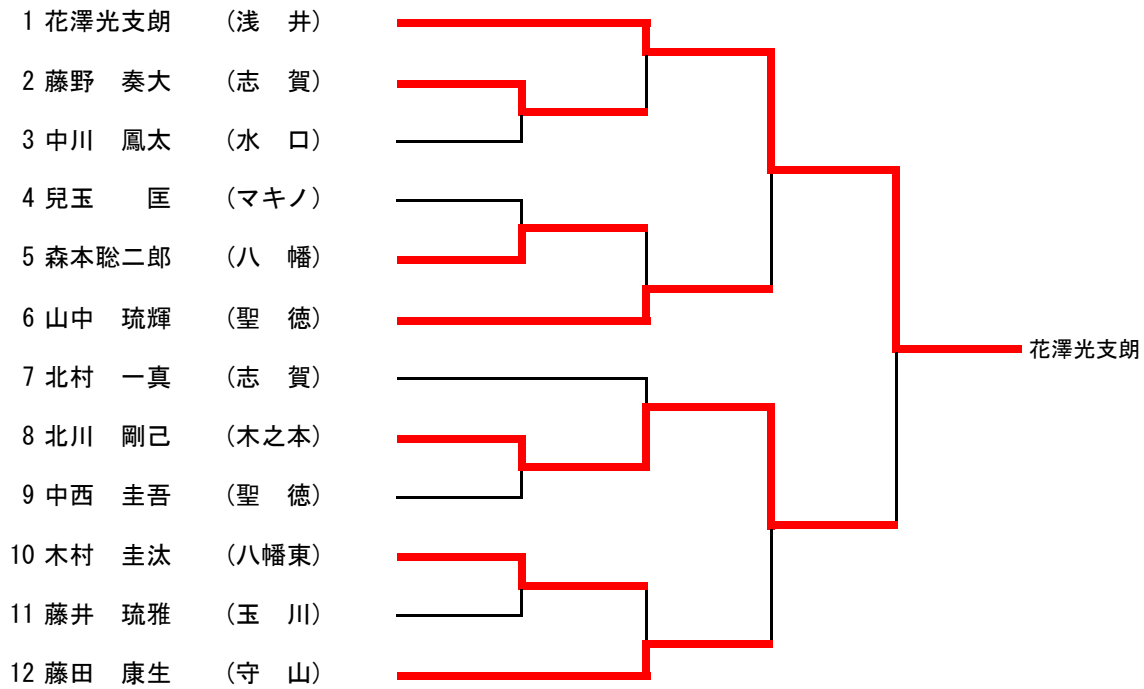 1 花澤光支朗 (浅 井)
2 藤野 奏大 (志 賀)
3 中川 鳳太 (水 口)
4 兒玉 匡 (マキノ)
5 森本聡二郎 (八 幡)
6 山中 琉輝 (聖 徳)
花澤光支朗
7 北村 一真 (志 賀)
8 北川 剛己 (木之本)
9 中西 圭吾 (聖 徳)
10 木村 圭汰 (八幡東)
11 藤井 琉雅 (玉 川)
12 藤田 康生 (守 山)